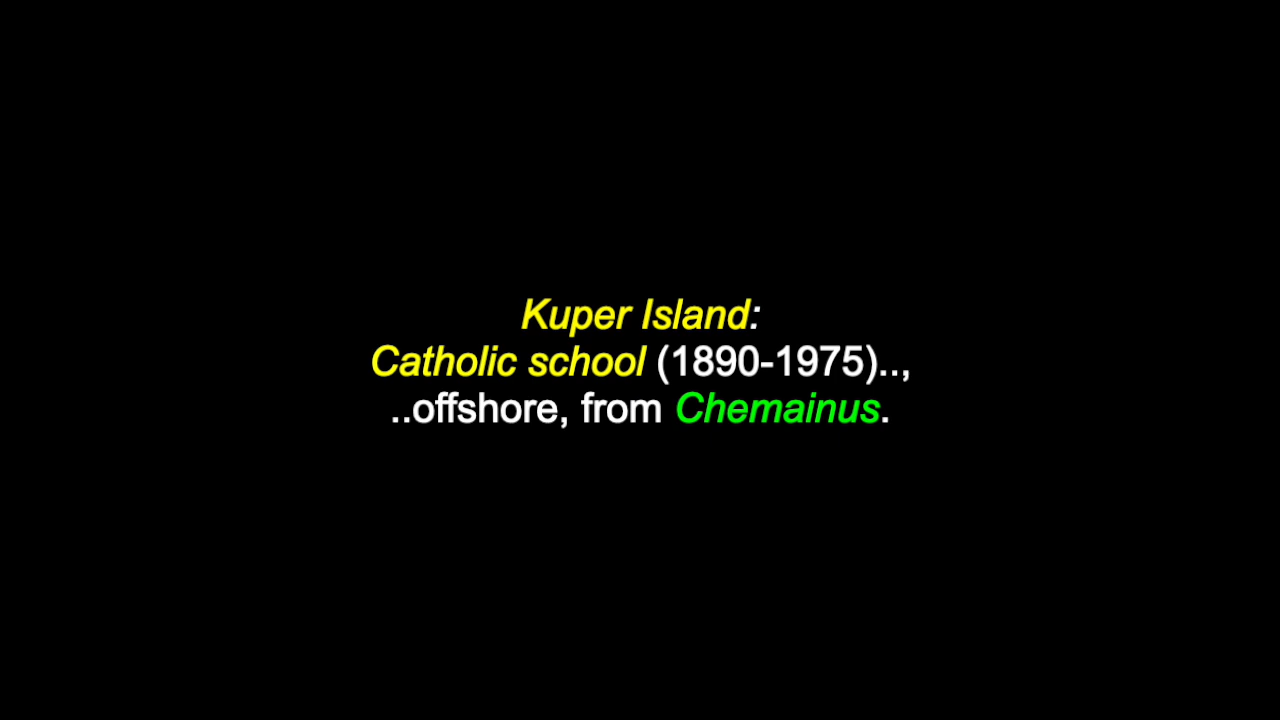 Kuper Island:
Catholic school (1890-1975)..,
..offshore, from Chemainus.